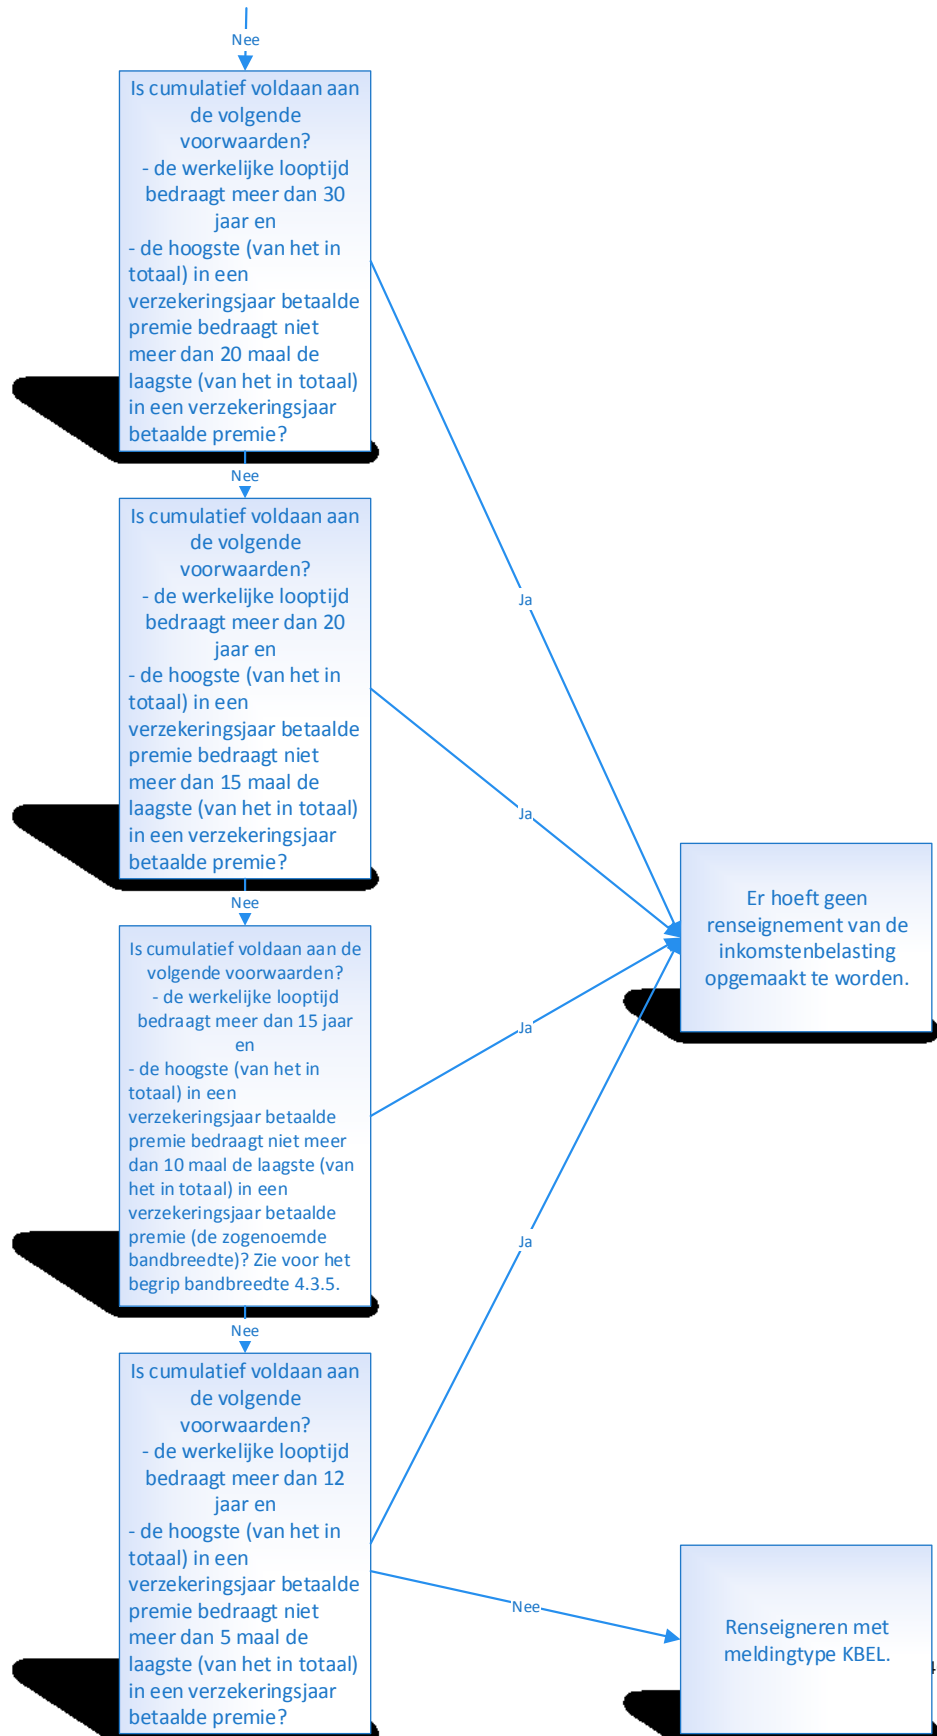 Nee
Is cumulatief voldaan aan
de volgende
voorwaarden?
- de werkelijke looptijd
bedraagt meer dan 30
jaar en
- de hoogste (van het in
totaal) in een
verzekeringsjaar betaalde
premie bedraagt niet
meer dan 20 maal de
laagste (van het in totaal)
in een verzekeringsjaar
betaalde premie?
Ja
Nee
Is cumulatief voldaan aan
de volgende
voorwaarden?
- de werkelijke looptijd
bedraagt meer dan 20
jaar en
- de hoogste (van het in
totaal) in een
verzekeringsjaar betaalde
premie bedraagt niet
meer dan 15 maal de
laagste (van het in totaal)
in een verzekeringsjaar
betaalde premie?
Ja
Nee
Er hoeft geen
renseignement van de
inkomstenbelasting
opgemaakt te worden.
Is cumulatief voldaan aan de
volgende voorwaarden?
- de werkelijke looptijd
bedraagt meer dan 15 jaar
en
- de hoogste (van het in
totaal) in een
verzekeringsjaar betaalde
premie bedraagt niet meer
dan 10 maal de laagste (van
het in totaal) in een
verzekeringsjaar betaalde
premie (de zogenoemde
bandbreedte)? Zie voor het
begrip bandbreedte 4.3.5.
Ja
Nee
Is cumulatief voldaan aan
de volgende
voorwaarden?
- de werkelijke looptijd
bedraagt meer dan 12
jaar en
- de hoogste (van het in
totaal) in een
verzekeringsjaar betaalde
premie bedraagt niet
meer dan 5 maal de
laagste (van het in totaal)
in een verzekeringsjaar
betaalde premie?
Ja
Nee
Renseigneren met
meldingtype KBEL.
4